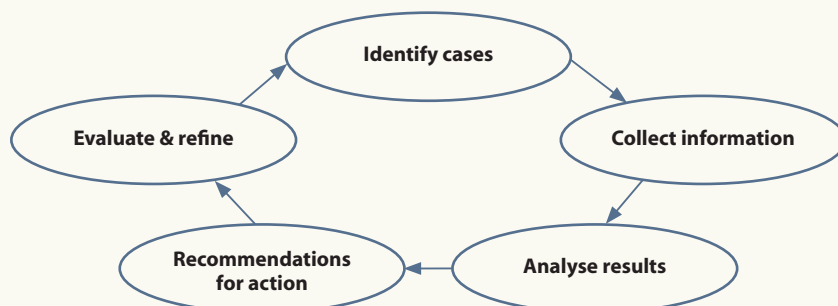 Identify cases
Collect information
Analyse results
Recommendations
for action
Evaluate & refine